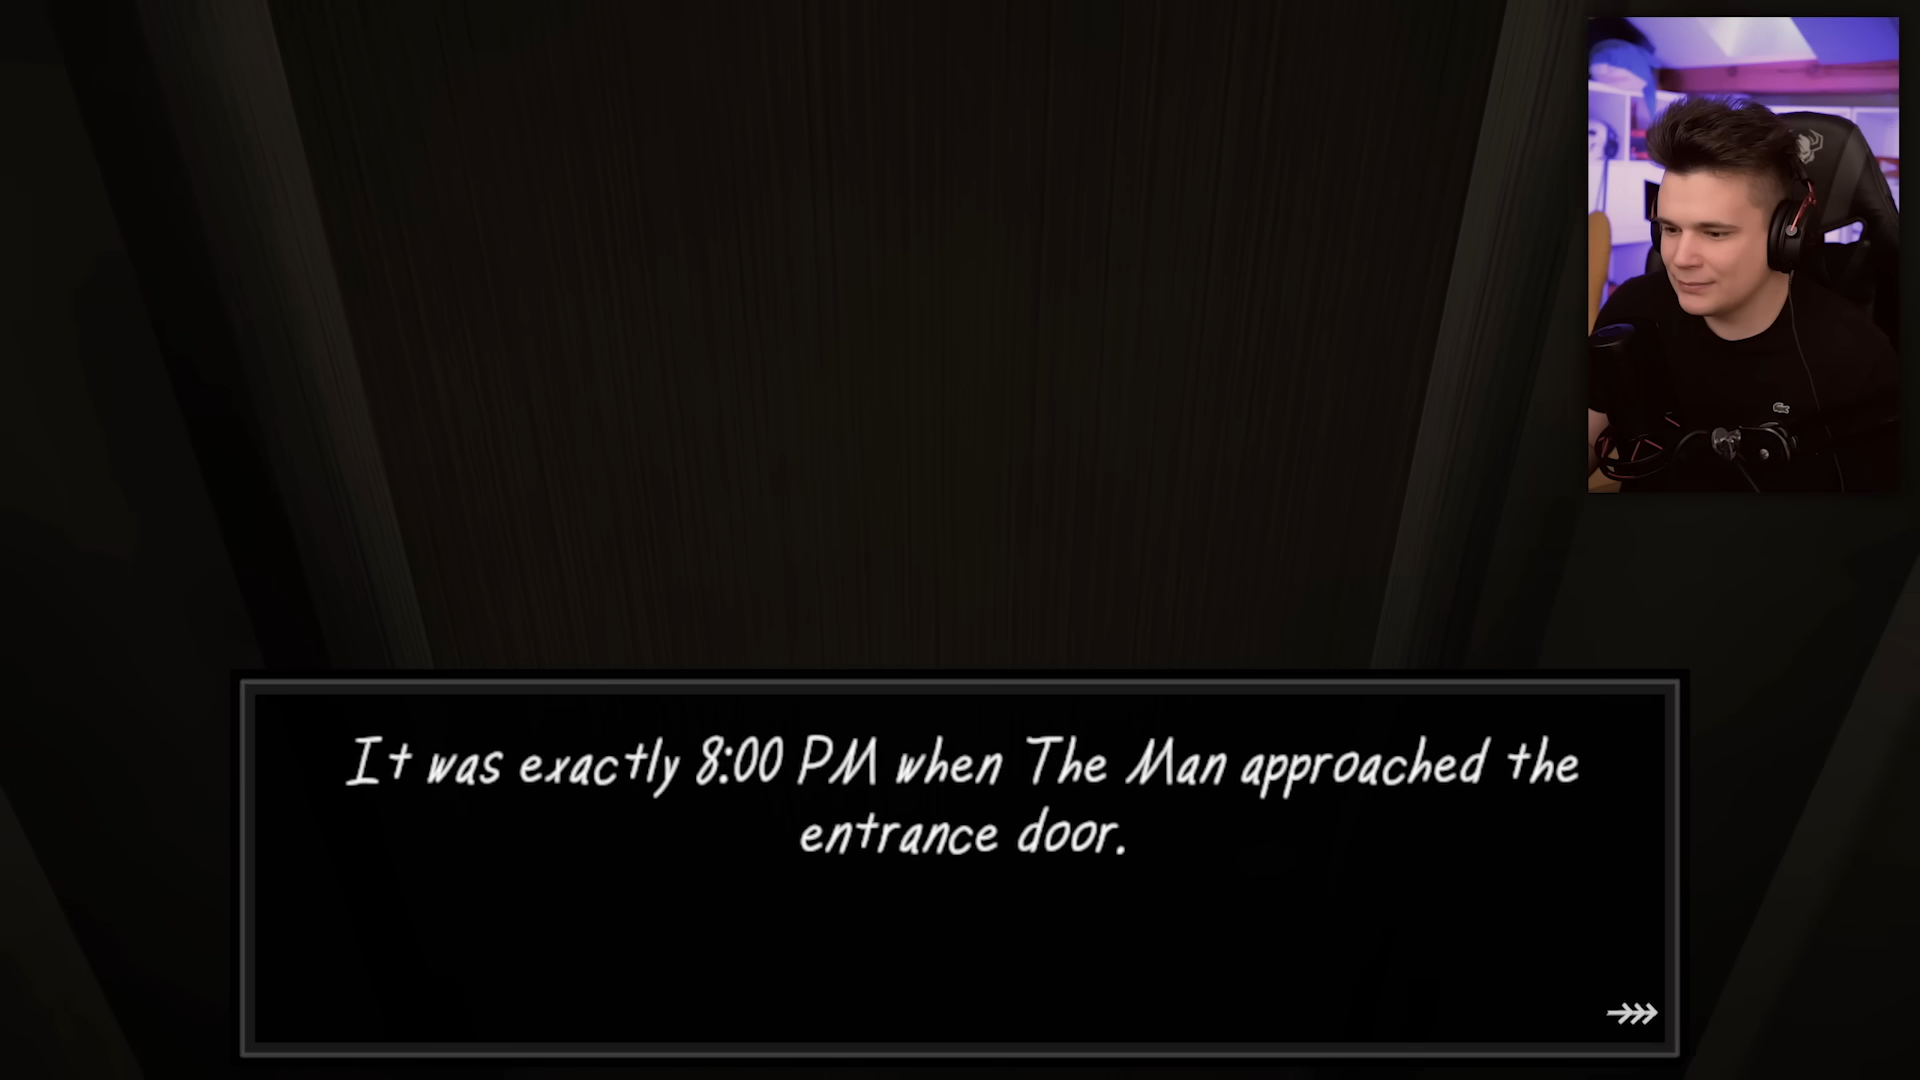 It was exactly 8:00 PM when The Man approached the
entrance door.